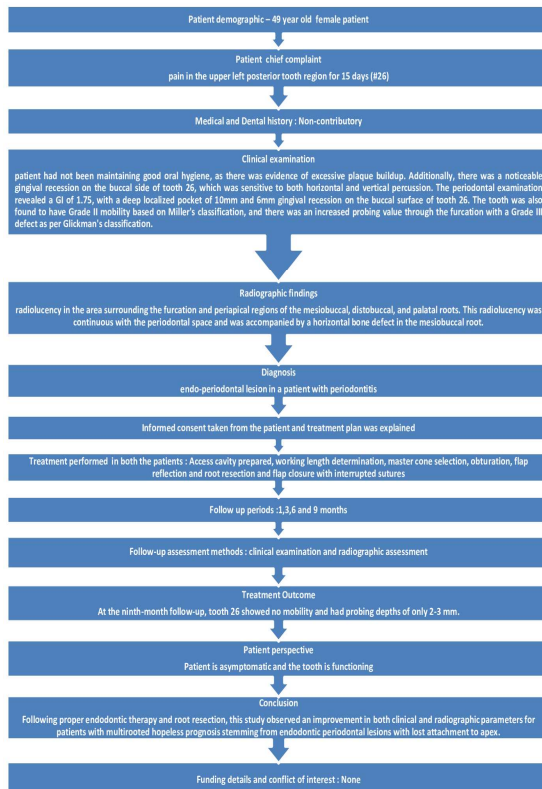 Patient demographic – 49 year old female patient
Patient chief complaint
pain in the upper left posterior tooth region for 15 days (#26)
Medical and Dental history : Non-contributory
Clinical examination
patient had not been maintaining good oral hygiene, as there was evidence of excessive plaque buildup. Additionally, there was a noticeable
gingival recession on the buccal side of tooth 26, which was sensitive to both horizontal and vertical percussion. The periodontal examination
revealed a GI of 1.75, with a deep localized pocket of 10mm and 6mm gingival recession on the buccal surface of tooth 26. The tooth was also
found to have Grade II mobility based on Miller's classification, and there was an increased probing value through the furcation with a Grade III
defect as per Glickman's classification.
Radiographic findings
radiolucency in the area surrounding the furcation and periapical regions of the mesiobuccal, distobuccal, and palatal roots. This radiolucency was
continuous with the periodontal space and was accompanied by a horizontal bone defect in the mesiobuccal root.
Diagnosis
endo-periodontal lesion in a patient with periodontitis
Informed consent taken from the patient and treatment plan was explained
Treatment performed in both the patients : Access cavity prepared, working length determination, master cone selection, obturation, flap
reflection and root resection and flap closure with interrupted sutures
Follow up periods :1,3,6 and 9 months
Follow-up assessment methods : clinical examination and radiographic assessment
Treatment Outcome
At the ninth-month follow-up, tooth 26 showed no mobility and had probing depths of only 2-3 mm.
Patient perspective
Patient is asymptomatic and the tooth is functioning
Conclusion
Following proper endodontic therapy and root resection, this study observed an improvement in both clinical and radiographic parameters for
patients with multirooted hopeless prognosis stemming from endodontic periodontal lesions with lost attachment to apex.
Funding details and conflict of interest : None